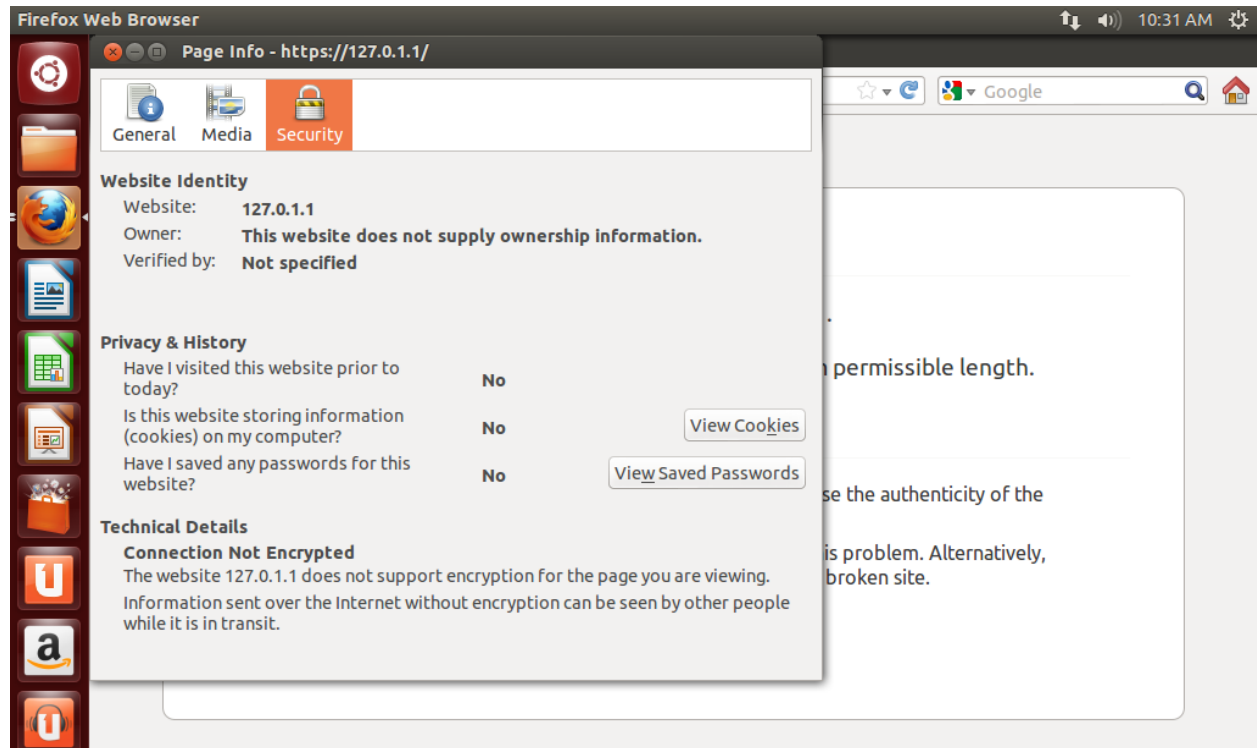 Firefox Web Browser
10:31 AM
Page Info - https://127.0.1.1/
Google
General
Media
Security
Website Identity
Website: 127.0.1.1
Owner: This website does not supply ownership information.
Verified by: Not specified
Privacy & History
Have I visited this website prior to
today?
No
Is this website storing information
(cookies) on my computer?
No
View Cookies
Have I saved any passwords for this
website?
No
View Saved Passwords
Technical Details
Connection Not Encrypted
The website 127.0.1.1 does not support encryption for the page you are viewing.
Information sent over the Internet without encryption can be seen by other people
while it is in transit.
.
permissible length.
se the authenticity of the
is problem. Alternatively,
broken site.